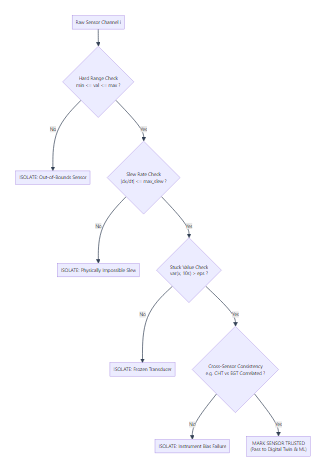 Raw Sensor Channel i
Hard Range Check
min <= val <= max ?
No
Yes
ISOLATE: Out-of-Bounds Sensor
Slew Rate Check
|dx/dt| <= max_slew ?
No
Yes
ISOLATE: Physically Impossible Slew
Stuck Value Check
var(x, 10s) > eps ?
No
Yes
ISOLATE: Frozen Transducer
Cross-Sensor Consistency
e.g. CHT vs EGT Correlated ?
No
Yes
ISOLATE: Instrument Bias Failure
MARK SENSOR TRUSTED
(Pass to Digital Twin & ML)